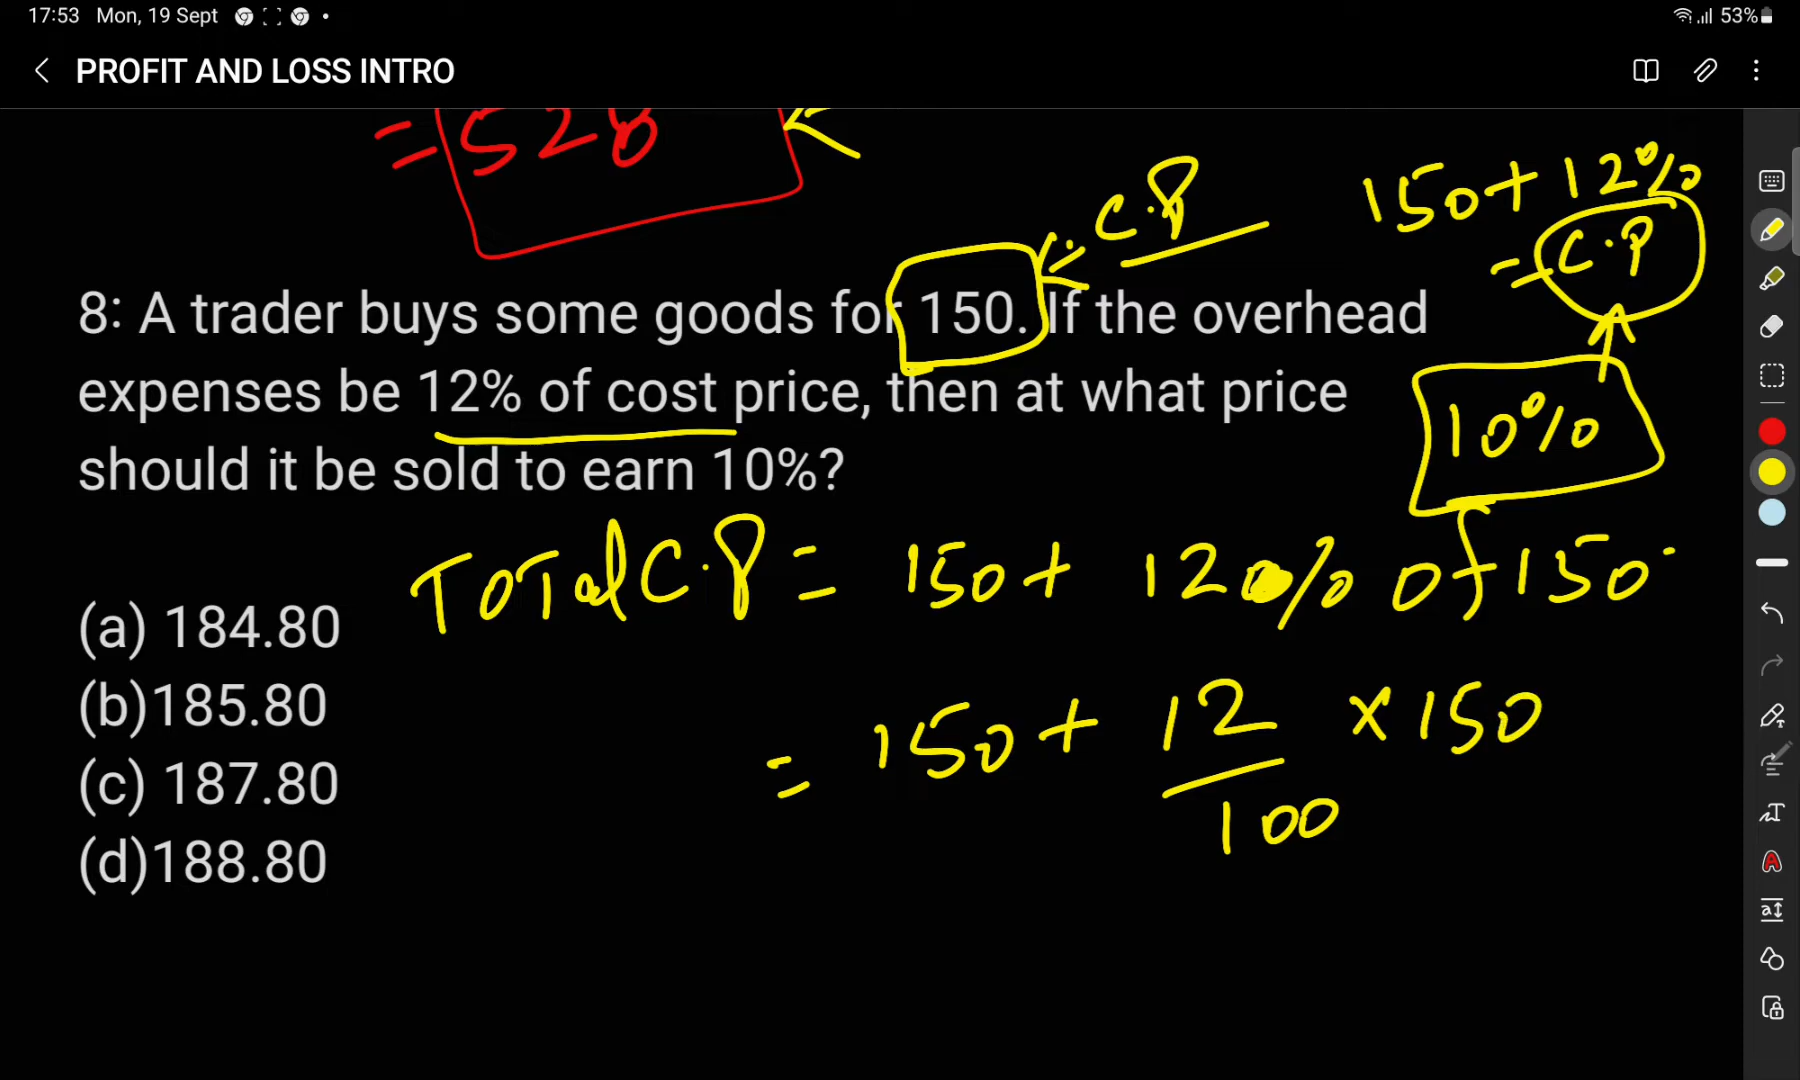 17:53 Mon, 19 Sept 53%
PROFIT AND LOSS INTRO
= 528
C.P
150+12%
= C.P
8: A trader buys some goods for 150. If the overhead
expenses be 12% of cost price, then at what price
10%
should it be sold to earn 10%?
TOTAL C.P = 150 + 12% of 150
(a) 184.80
(b)185.80
= 150 + 12/100 × 150
(c) 187.80
(d)188.80